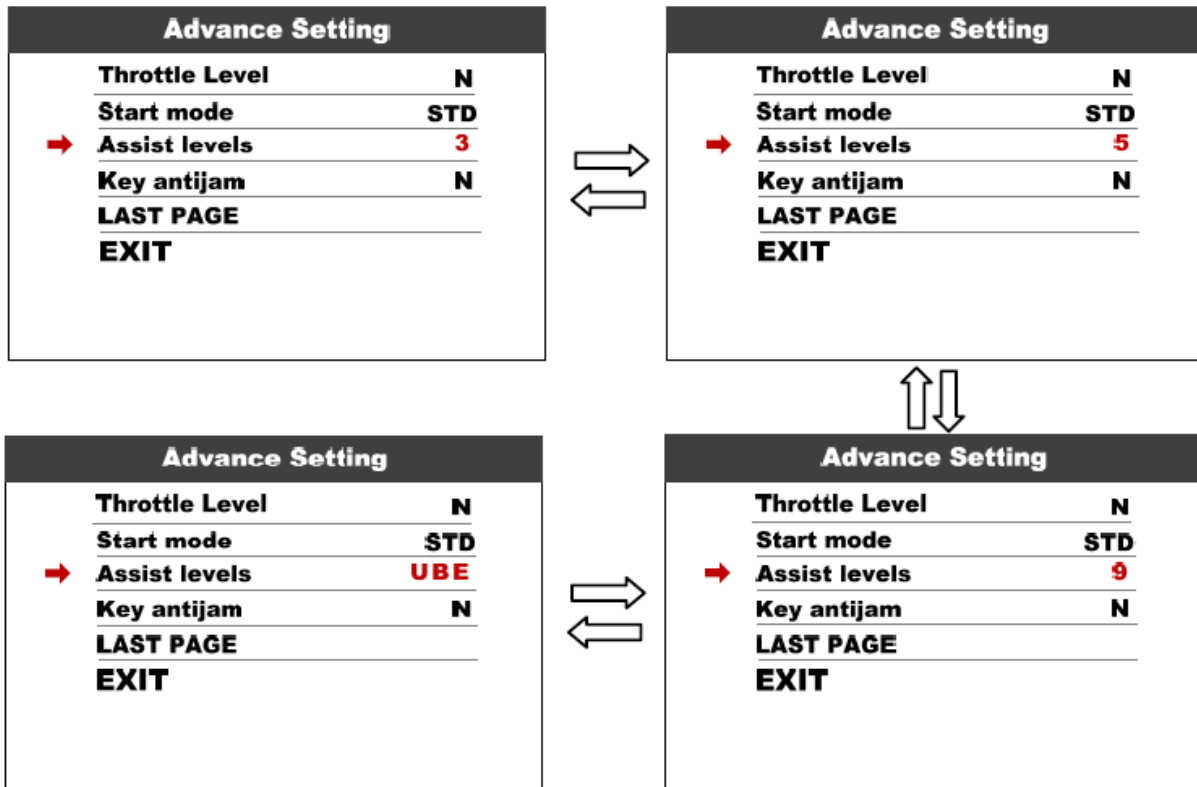 Advance Setting
Throttle Level N
Start mode STD
Assist levels 3
Key antijam N
LAST PAGE
EXIT
Advance Setting
Throttle Level N
Start mode STD
Assist levels 5
Key antijam N
LAST PAGE
EXIT
Advance Setting
Throttle Level N
Start mode STD
Assist levels UBE
Key antijam N
LAST PAGE
EXIT
Advance Setting
Throttle Level N
Start mode STD
Assist levels 9
Key antijam N
LAST PAGE
EXIT